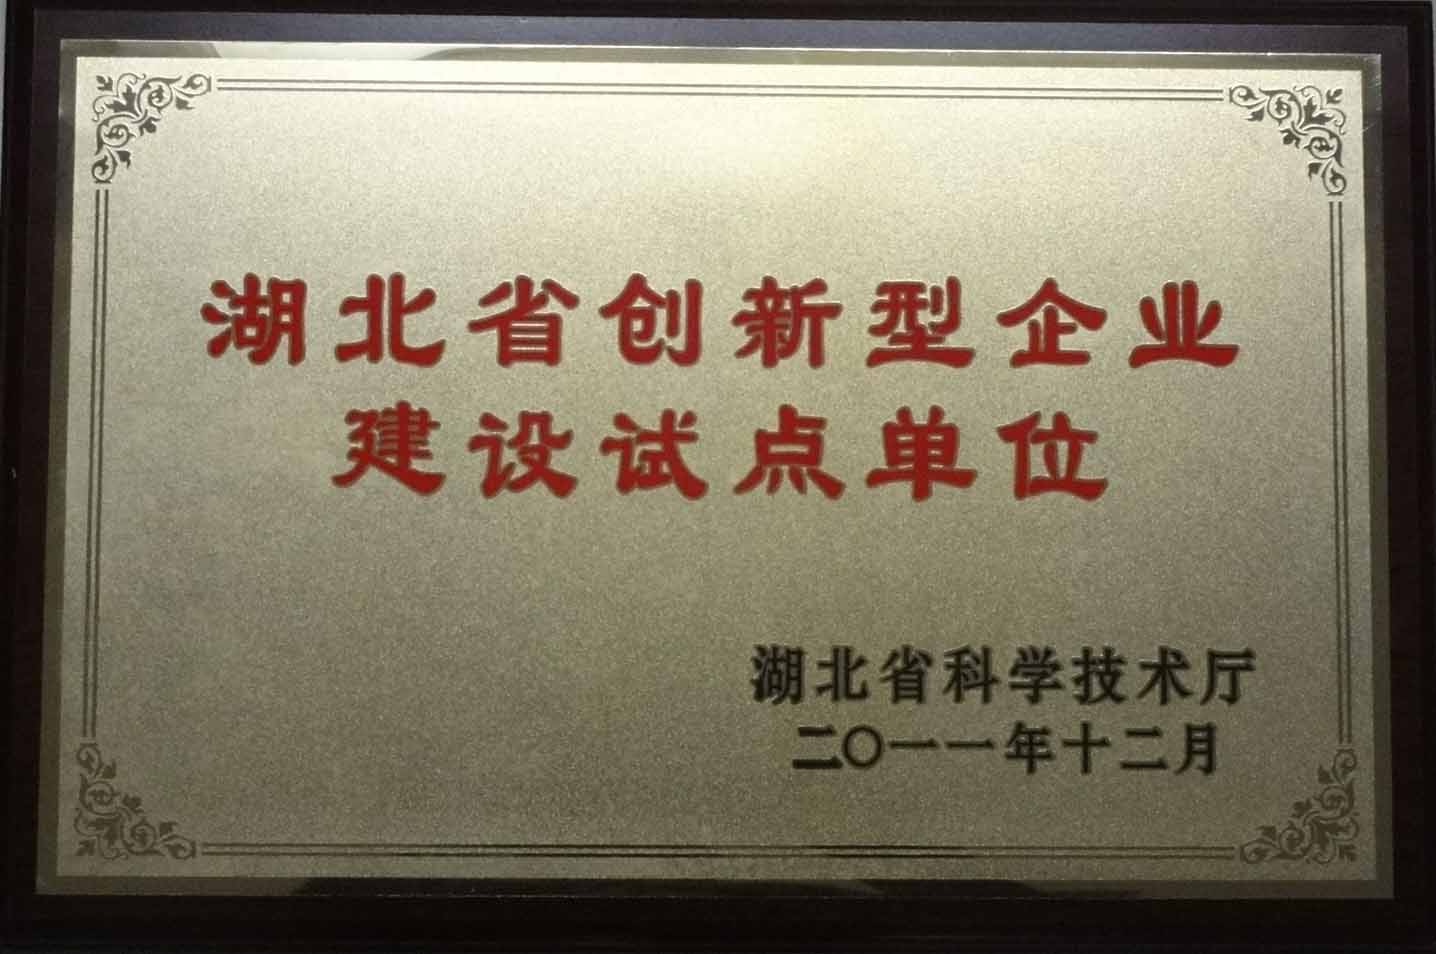 湖北省创新型企业
建设试点单位
湖北省科学技术厅
二〇一一年十二月